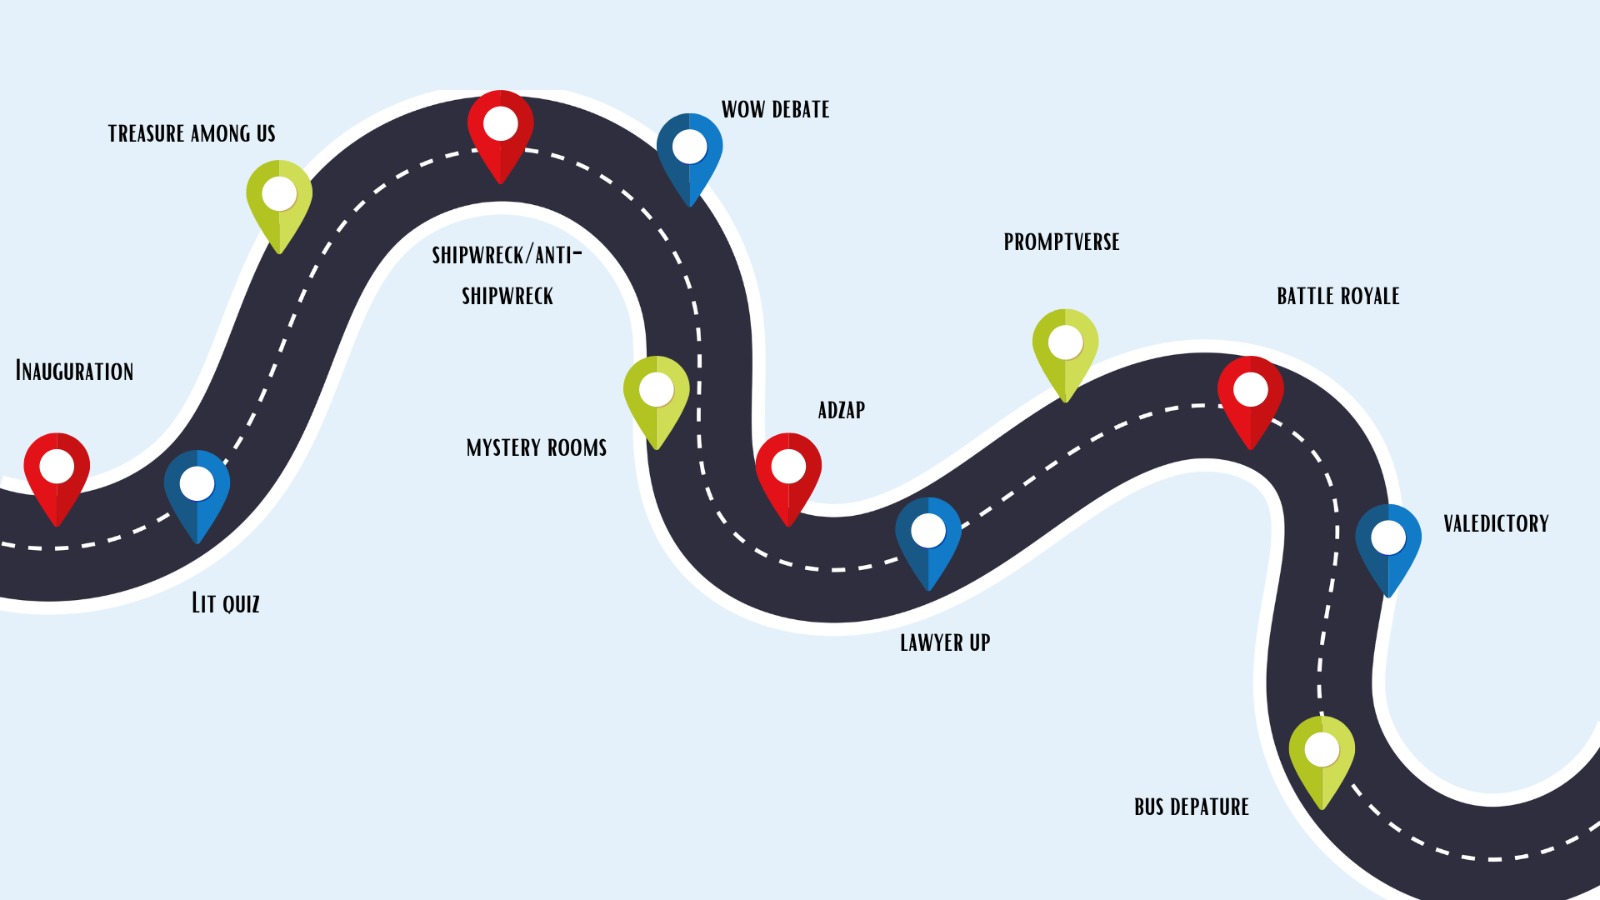 Inauguration
Lit quiz
TREASURE AMONG US
SHIPWRECK/ANTI-
SHIPWRECK
WOW DEBATE
MYSTERY ROOMS
ADZAP
LAWYER UP
PROMPTVERSE
BATTLE ROYALE
VALEDICTORY
BUS DEPATURE